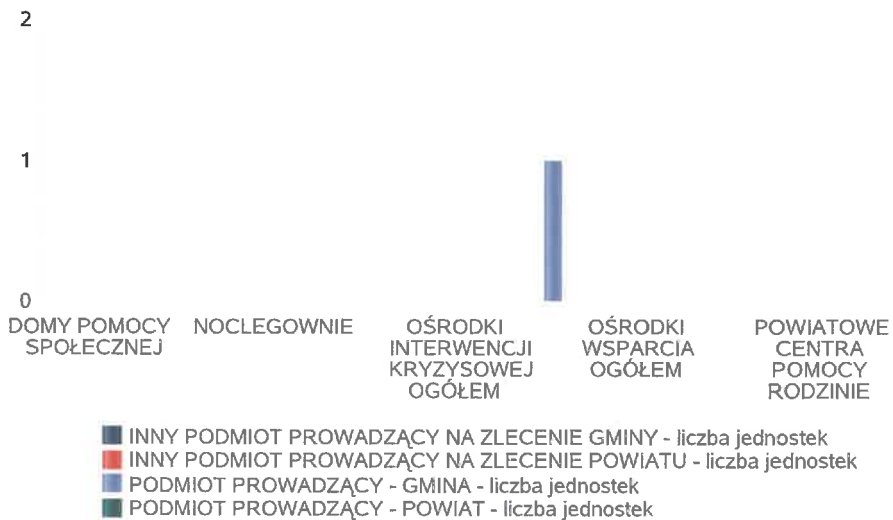 2
1
0
DOMY POMOCY SPOŁECZNEJ
NOCLEGOWNIE
OŚRODKI INTERWENCJI KRYZYSOWEJ OGÓŁEM
OŚRODKI WSPARCIA OGÓŁEM
POWIATOWE CENTRA POMOCY RODZINIE
INNY PODMIOT PROWADZĄCY NA ZLECENIE GMINY - liczba jednostek
INNY PODMIOT PROWADZĄCY NA ZLECENIE POWIATU - liczba jednostek
PODMIOT PROWADZĄCY - GMINA - liczba jednostek
PODMIOT PROWADZĄCY - POWIAT - liczba jednostek